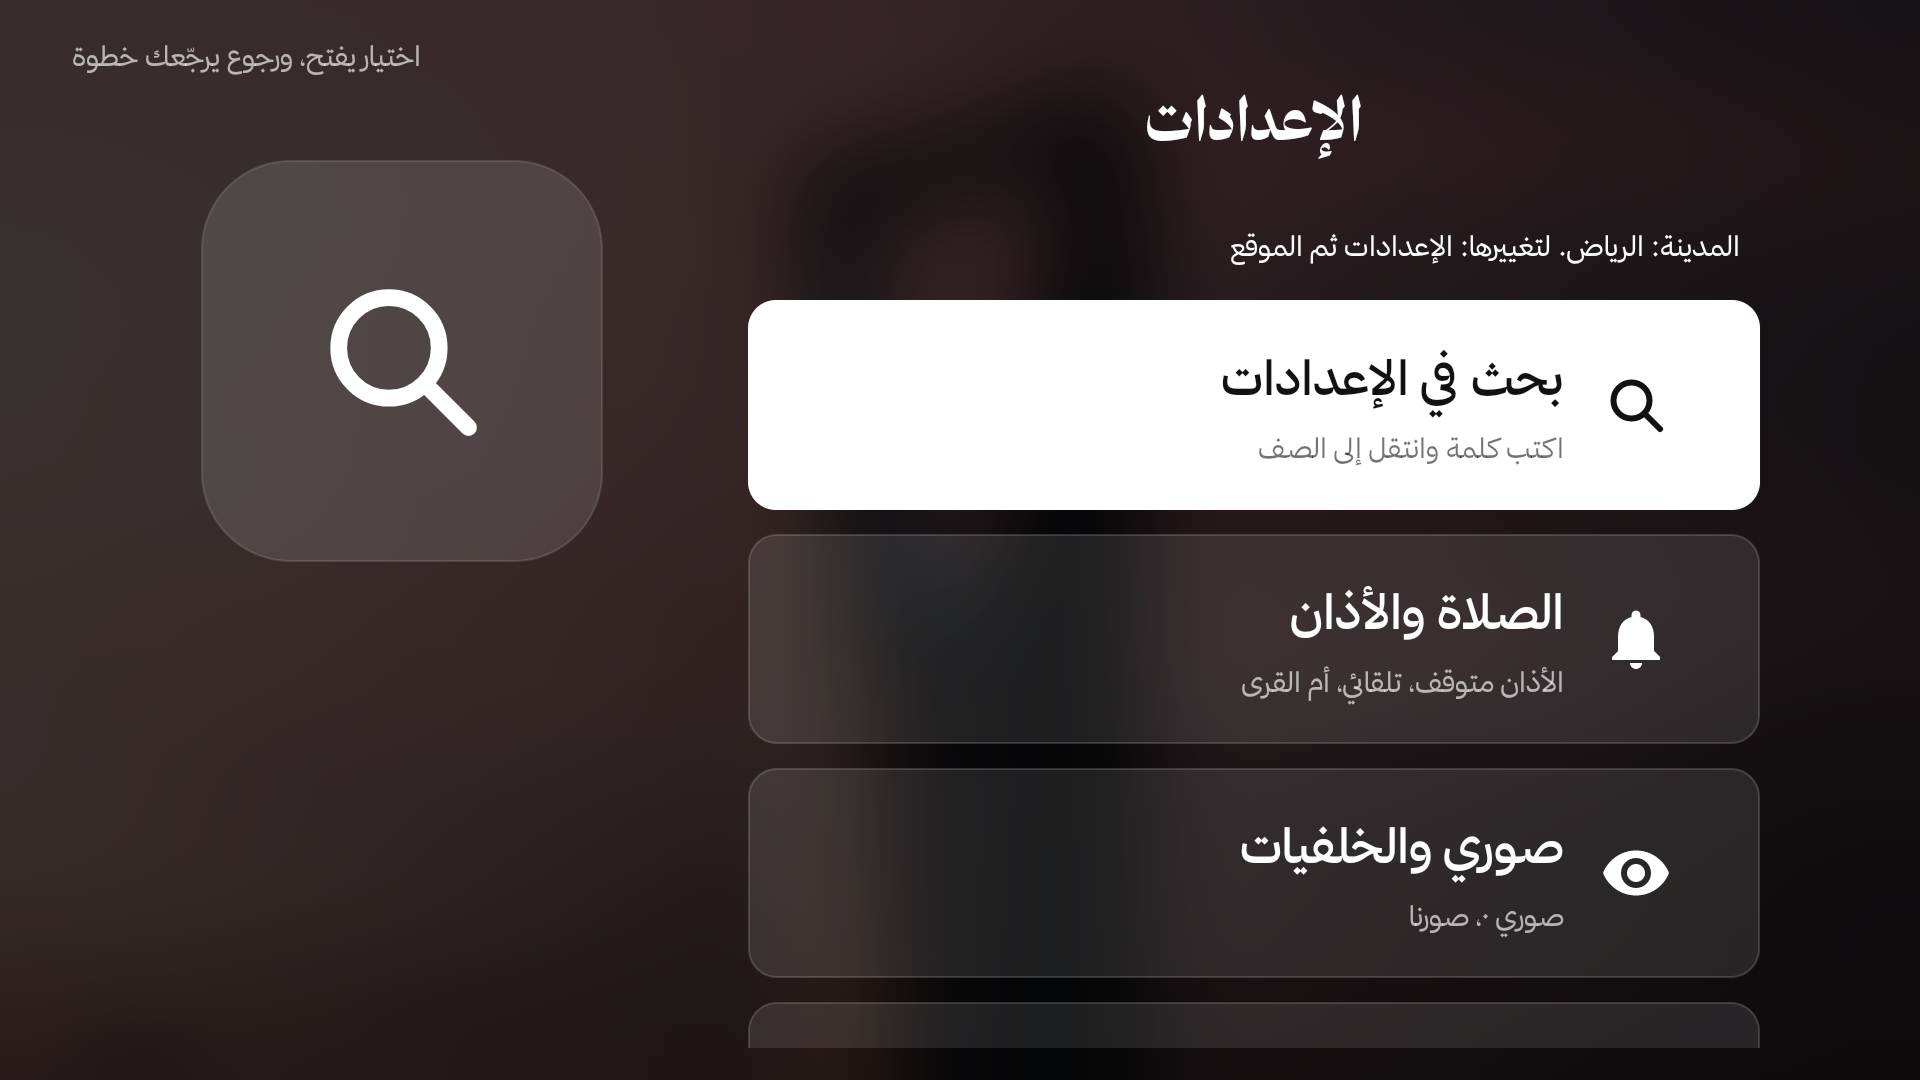 اختيار يفتح، ورجوع يرجّعك خطوة
الإعدادات
المدينة: الرياض. لتغييرها: الإعدادات ثم الموقع
بحث في الإعدادات
اكتب كلمة وانتقل إلى الصف
الصلاة والأذان
الأذان متوقف، تلقائي، أم القرى
صوري والخلفيات
صوري ٠، صورنا